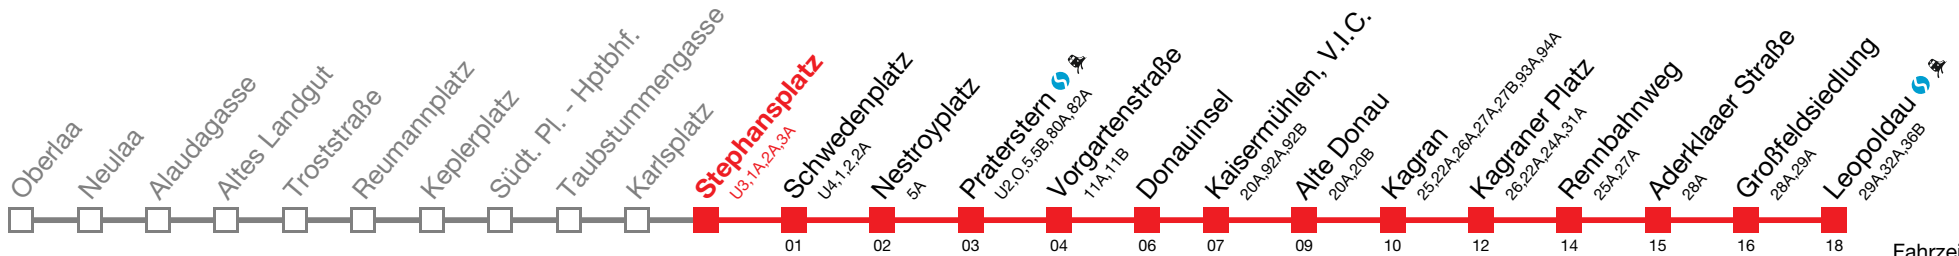 Oberlaa
Neulaa
Alaudagasse
Altes Landgut
Troststraße
Reumannplatz
Keplerplatz
Südt. Pl. - Hptbhf.
Taubstummengasse
Karlsplatz
Stephansplatz
U3,1A,2A,3A
Schwedenplatz
U4,1,2,2A
Nestroyplatz
5A
Praterstern
U2,O,5,5B,80A,82A
Vorgartenstraße
11A,11B
Donauinsel
Kaisermühlen, V.I.C.
20A,92A,92B
Alte Donau
20A,20B
Kagran
25,22A,26A,27A,27B,93A,94A
Kagraner Platz
26,22A,24A,31A
Rennbahnweg
25A,27A
Aderklaaer Straße
28A
Großfeldsiedlung
28A,29A
Leopoldau
29A,32A,36B
01 02 03 04 06 07 09 10 12 14 15 16 18
Fahrzei